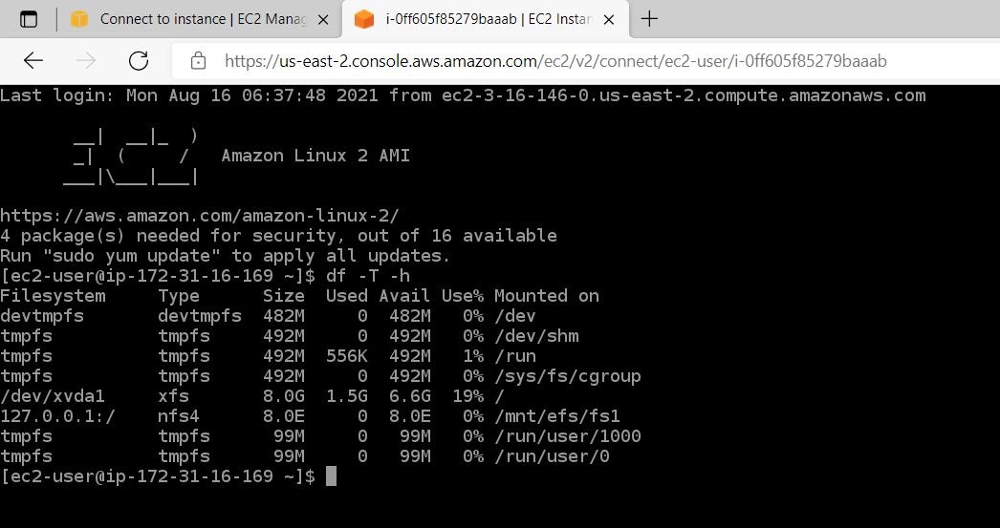 Connect to instance | EC2 Manag
i-0ff605f85279baaab | EC2 Instan
https://us-east-2.console.aws.amazon.com/ec2/v2/connect/ec2-user/i-0ff605f85279baaab
Last login: Mon Aug 16 06:37:48 2021 from ec2-3-16-146-0.us-east-2.compute.amazonaws.com
       __|  __|_  )
       _|  (     /   Amazon Linux 2 AMI
      ___|\___|___|
https://aws.amazon.com/amazon-linux-2/
4 package(s) needed for security, out of 16 available
Run "sudo yum update" to apply all updates.
[ec2-user@ip-172-31-16-169 ~]$ df -T -h
Filesystem     Type      Size  Used Avail Use% Mounted on
devtmpfs       devtmpfs  482M     0  482M   0% /dev
tmpfs          tmpfs     492M     0  492M   0% /dev/shm
tmpfs          tmpfs     492M  556K  492M   1% /run
tmpfs          tmpfs     492M     0  492M   0% /sys/fs/cgroup
/dev/xvda1     xfs       8.0G  1.5G  6.6G  19% /
127.0.0.1:/    nfs4      8.0E     0  8.0E   0% /mnt/efs/fs1
tmpfs          tmpfs      99M     0   99M   0% /run/user/1000
tmpfs          tmpfs      99M     0   99M   0% /run/user/0
[ec2-user@ip-172-31-16-169 ~]$